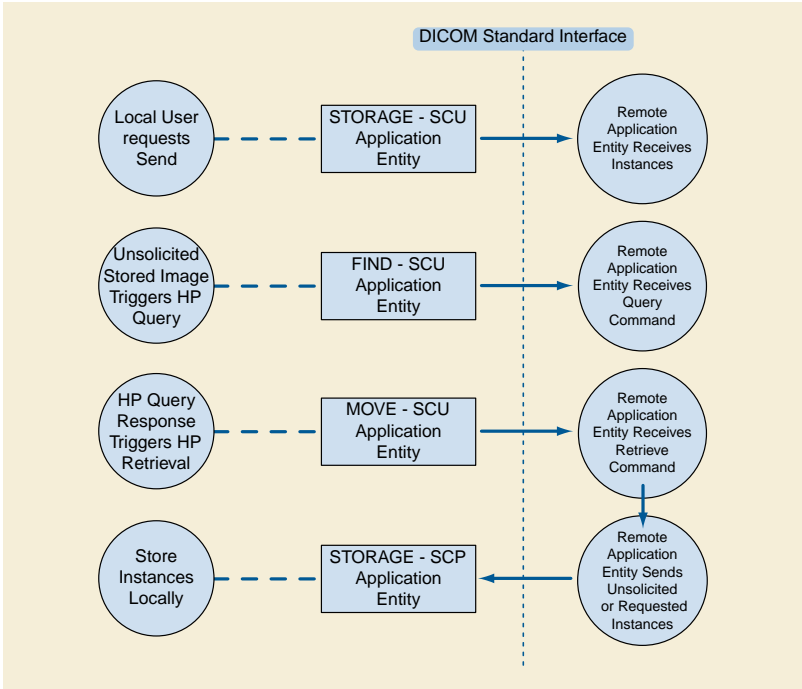 DICOM Standard Interface
Local User
requests
Send
STORAGE - SCU
Application
Entity
Remote
Application
Entity Receives
Instances
Unsolicited
Stored Image
Triggers HP
Query
FIND - SCU
Application
Entity
Remote
Application
Entity Receives
Query
Command
HP Query
Response
Triggers HP
Retrieval
MOVE - SCU
Application
Entity
Remote
Application
Entity Receives
Retrieve
Command
Store
Instances
Locally
STORAGE - SCP
Application
Entity
Remote
Application
Entity Sends
Unsolicited
or Requested
Instances